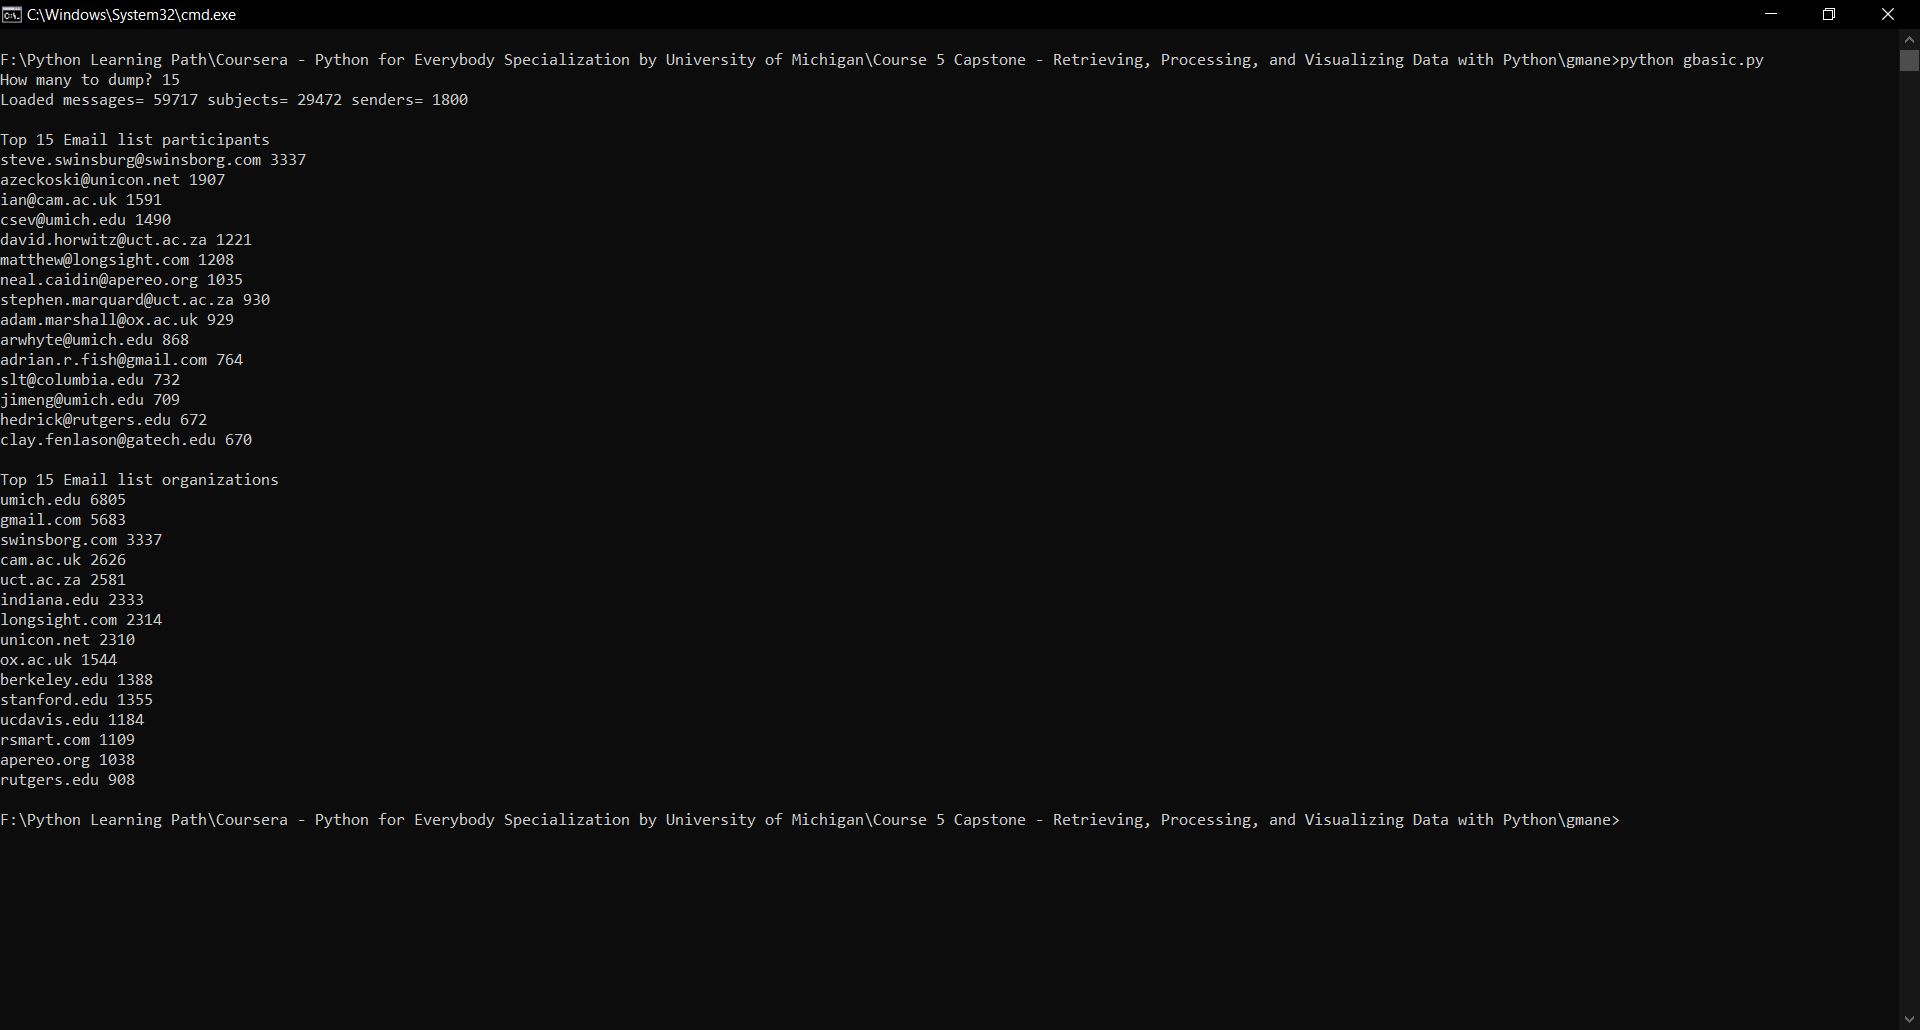 C:\Windows\System32\cmd.exe
F:\Python Learning Path\Coursera - Python for Everybody Specialization by University of Michigan\Course 5 Capstone - Retrieving, Processing, and Visualizing Data with Python\gmane>python gbasic.py
How many to dump? 15
Loaded messages= 59717 subjects= 29472 senders= 1800
Top 15 Email list participants
steve.swinsburg@swinsborg.com 3337
azeckoski@unicon.net 1907
ian@cam.ac.uk 1591
csev@umich.edu 1490
david.horwitz@uct.ac.za 1221
matthew@longsight.com 1208
neal.caidin@apereo.org 1035
stephen.marquard@uct.ac.za 930
adam.marshall@ox.ac.uk 929
arwhyte@umich.edu 868
adrian.r.fish@gmail.com 764
slt@columbia.edu 732
jimeng@umich.edu 709
hedrick@rutgers.edu 672
clay.fenlason@gatech.edu 670
Top 15 Email list organizations
umich.edu 6805
gmail.com 5683
swinsborg.com 3337
cam.ac.uk 2626
uct.ac.za 2581
indiana.edu 2333
longsight.com 2314
unicon.net 2310
ox.ac.uk 1544
berkeley.edu 1388
stanford.edu 1355
ucdavis.edu 1184
rsmart.com 1109
apereo.org 1038
rutgers.edu 908
F:\Python Learning Path\Coursera - Python for Everybody Specialization by University of Michigan\Course 5 Capstone - Retrieving, Processing, and Visualizing Data with Python\gmane>